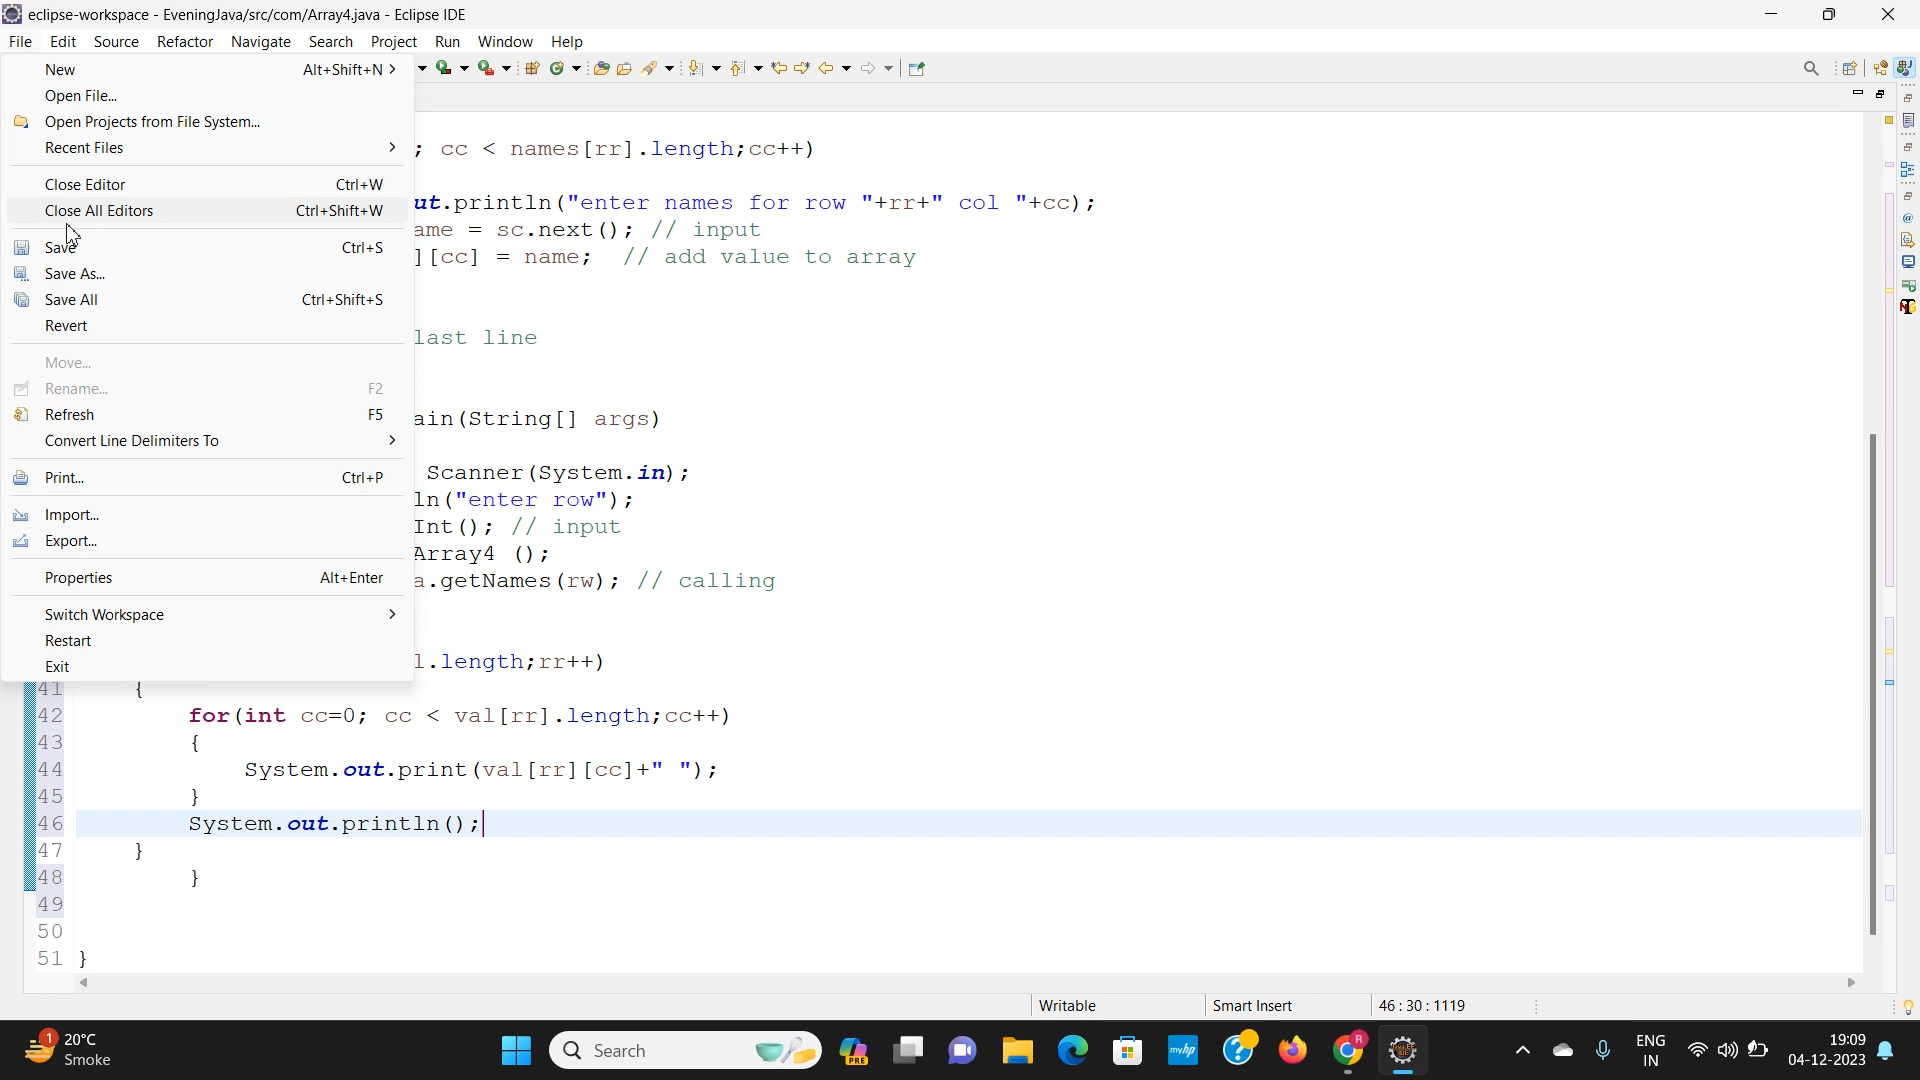 eclipse-workspace - EveningJava/src/com/Array4.java - Eclipse IDE
File Edit Source Refactor Navigate Search Project Run Window Help
New Alt+Shift+N >
Open File...
Open Projects from File System...
Recent Files >
Close Editor Ctrl+W
Close All Editors Ctrl+Shift+W
Save Ctrl+S
Save As...
Save All Ctrl+Shift+S
Revert
Move...
Rename... F2
Refresh F5
Convert Line Delimiters To >
Print... Ctrl+P
Import...
Export...
Properties Alt+Enter
Switch Workspace >
Restart
Exit
; cc < names[rr].length;cc++)
ut.println("enter names for row "+rr+" col "+cc);
ame = sc.next(); // input
][cc] = name; // add value to array
last line
ain(String[] args)
Scanner(System.in);
ln("enter row");
Int(); // input
Array4 ();
a.getNames(rw); // calling
l.length;rr++)
41 {
42 for(int cc=0; cc < val[rr].length;cc++)
43 {
44 System.out.print(val[rr][cc]+" ");
45 }
46 System.out.println();
47 }
48 }
49
50
51 }
Writable Smart Insert 46 : 30 : 1119
1 20°C
Smoke
Search
PRE
myhp
R
ENG
IN
19:09
04-12-2023